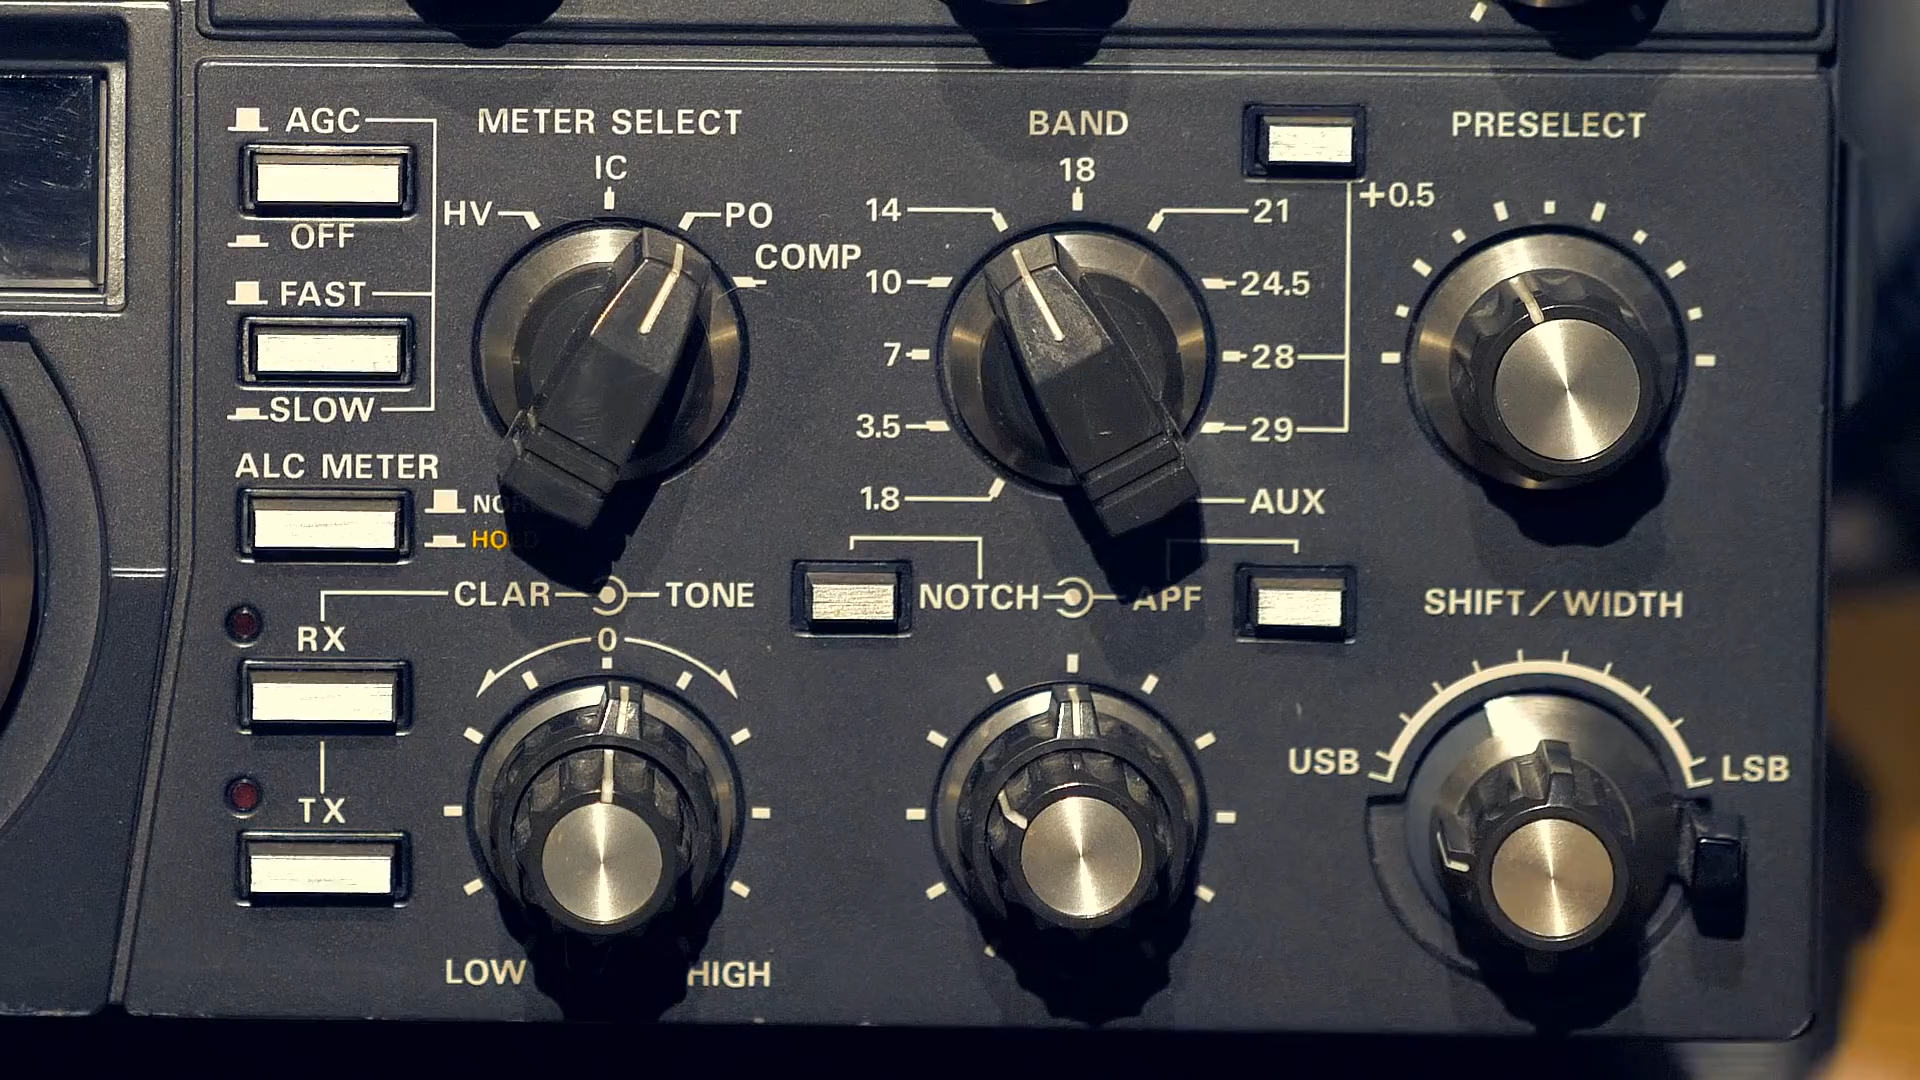 AGC
METER SELECT
BAND
PRESELECT
IC
18
+0.5
HV
PO
14
21
OFF
COMP
10
24.5
FAST
7
28
SLOW
3.5
29
ALC METER
1.8
AUX
HOLD
CLAR
TONE
NOTCH
APF
SHIFT/WIDTH
RX
0
USB
LSB
TX
LOW
HIGH